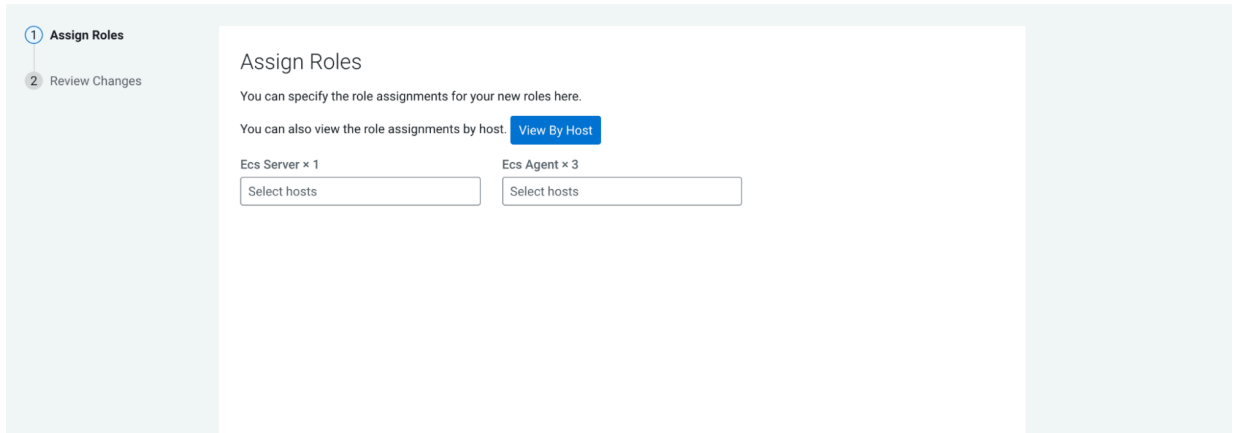 1 Assign Roles
2 Review Changes
Assign Roles
You can specify the role assignments for your new roles here.
You can also view the role assignments by host. View By Host
Ecs Server × 1 Ecs Agent × 3
Select hosts Select hosts